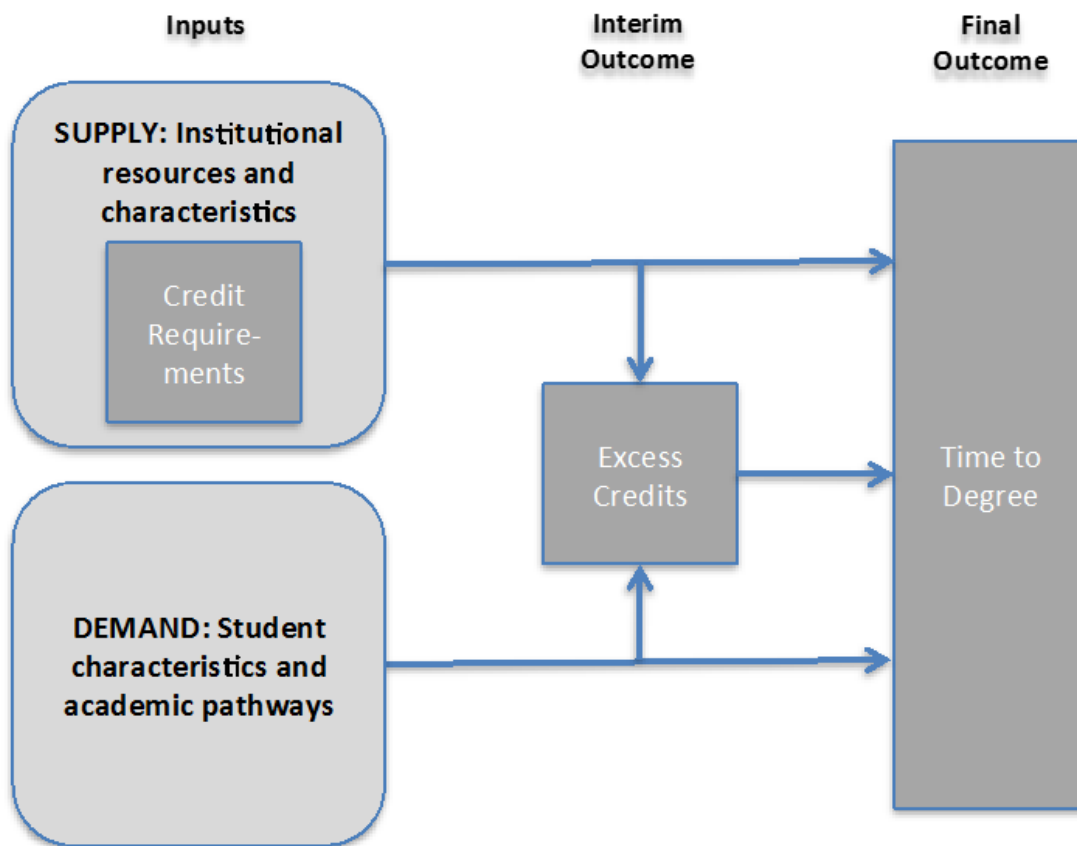 Inputs
Interim
Outcome
Final
Outcome
SUPPLY: Institutional
resources and
characteristics
Credit
Require-
ments
Excess
Credits
Time to
Degree
DEMAND: Student
characteristics and
academic pathways